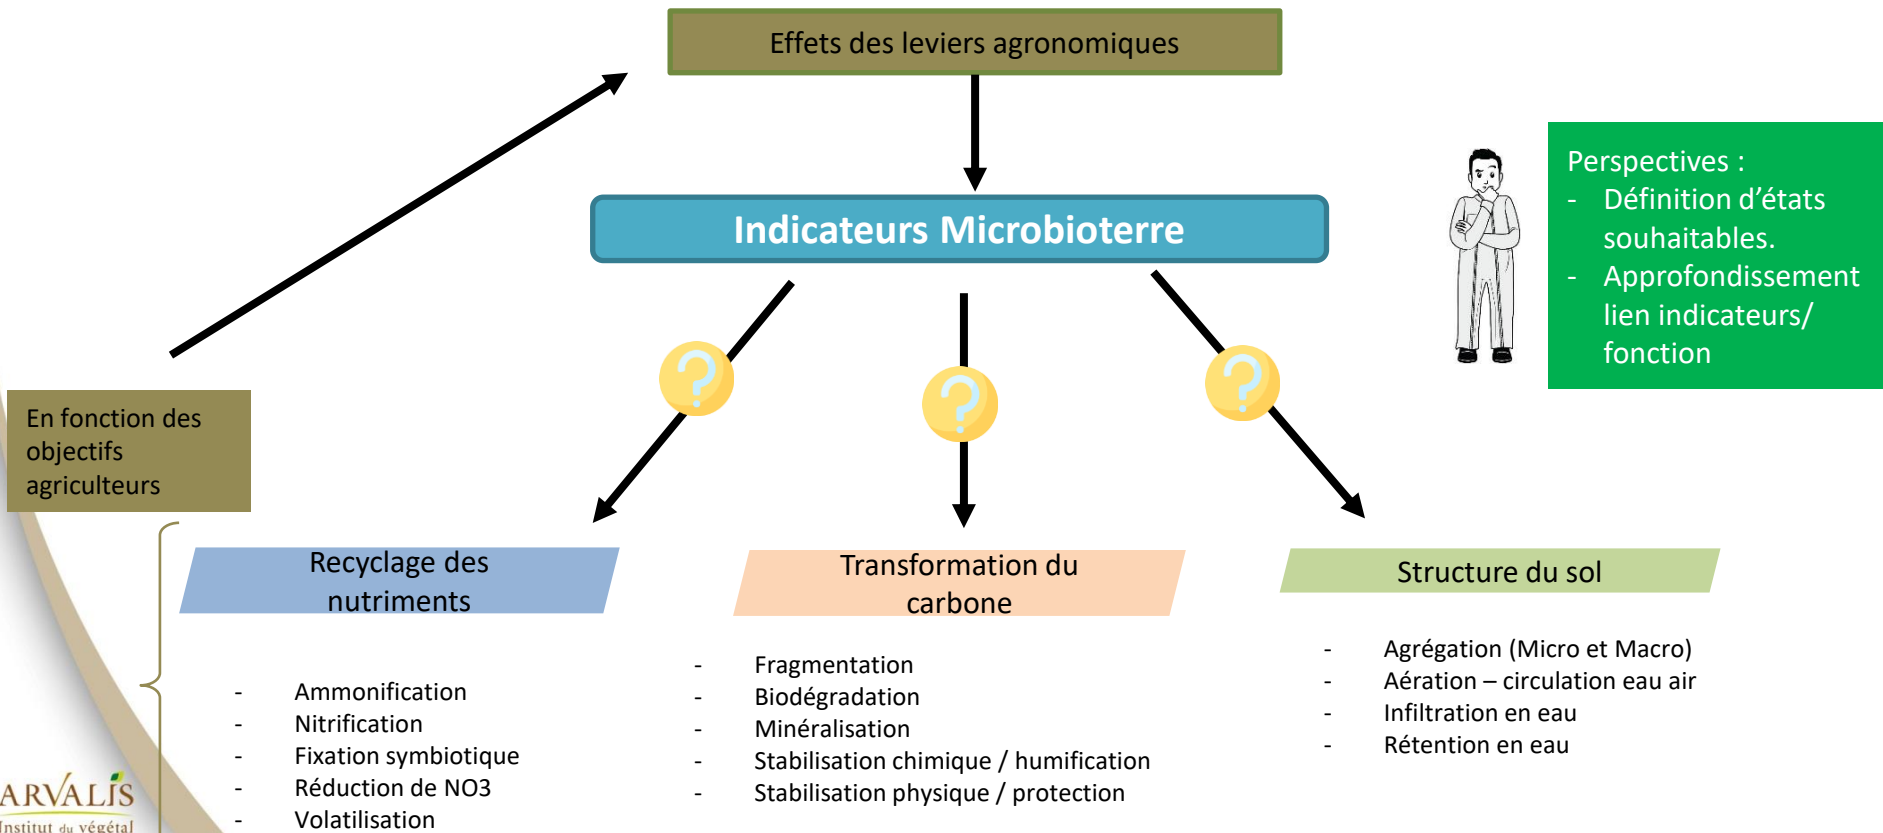 Effets des leviers agronomiques
Indicateurs Microbioterre
Perspectives :
- Définition d'états
souhaitables.
- Approfondissement
lien indicateurs/
fonction
En fonction des
objectifs
agriculteurs
Recyclage des
nutriments
- Ammonification
- Nitrification
- Fixation symbiotique
- Réduction de NO3
- Volatilisation
Transformation du
carbone
- Fragmentation
- Biodégradation
- Minéralisation
- Stabilisation chimique / humification
- Stabilisation physique / protection
Structure du sol
- Agrégation (Micro et Macro)
- Aération – circulation eau air
- Infiltration en eau
- Rétention en eau
ARVALIS
Institut du végétal